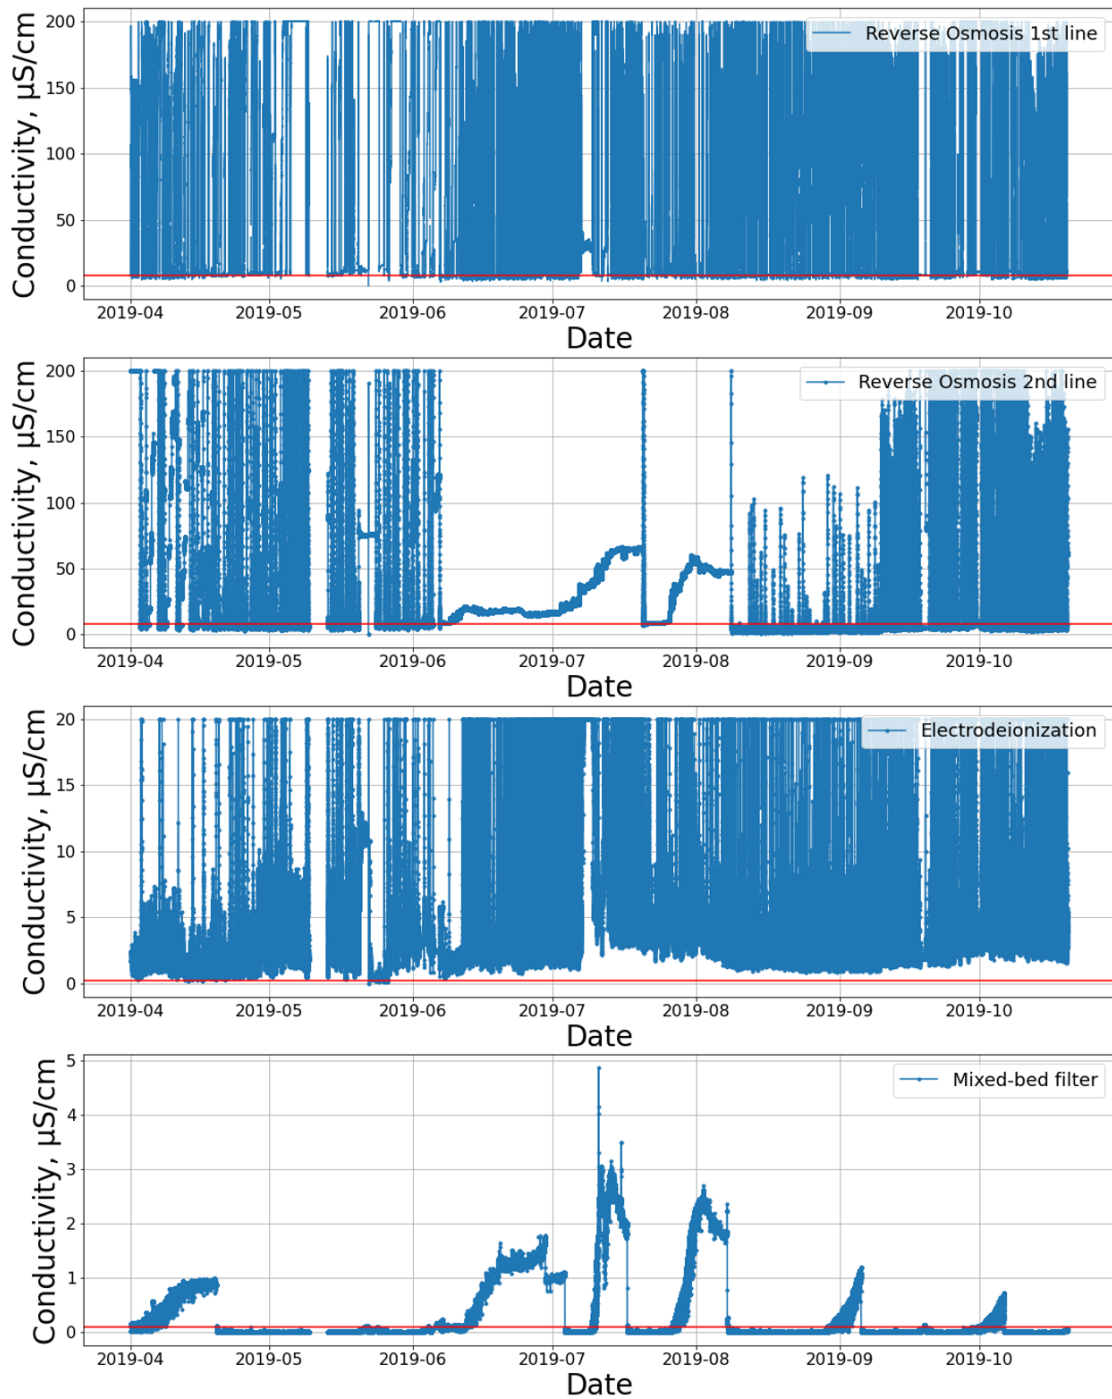 200
Reverse Osmosis 1st line
150
100
50
0
Conductivity, µS/cm
2019-04 2019-05 2019-06 2019-07 2019-08 2019-09 2019-10
Date
200
Reverse Osmosis 2nd line
150
100
50
0
Conductivity, µS/cm
2019-04 2019-05 2019-06 2019-07 2019-08 2019-09 2019-10
Date
20
Electrodeionization
15
10
5
0
Conductivity, µS/cm
2019-04 2019-05 2019-06 2019-07 2019-08 2019-09 2019-10
Date
5
Mixed-bed filter
4
3
2
1
0
Conductivity, µS/cm
2019-04 2019-05 2019-06 2019-07 2019-08 2019-09 2019-10
Date